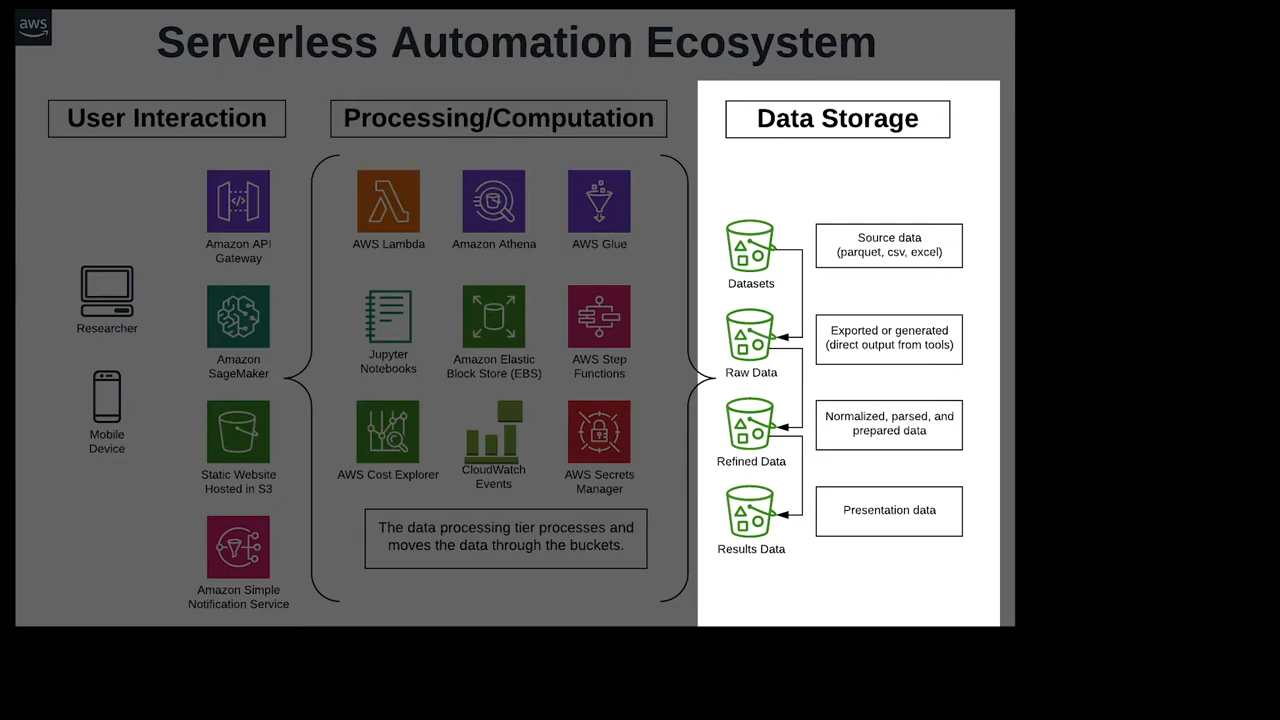 aws
Serverless Automation Ecosystem
User Interaction
Processing/Computation
Data Storage
Researcher
Mobile
Device
Amazon API
Gateway
Amazon
SageMaker
Static Website
Hosted in S3
Amazon Simple
Notification Service
AWS Lambda
Amazon Athena
AWS Glue
Jupyter
Notebooks
Amazon Elastic
Block Store (EBS)
AWS Step
Functions
AWS Cost Explorer
CloudWatch
Events
AWS Secrets
Manager
The data processing tier processes and
moves the data through the buckets.
Datasets
Source data
(parquet, csv, excel)
Raw Data
Exported or generated
(direct output from tools)
Refined Data
Normalized, parsed, and
prepared data
Results Data
Presentation data